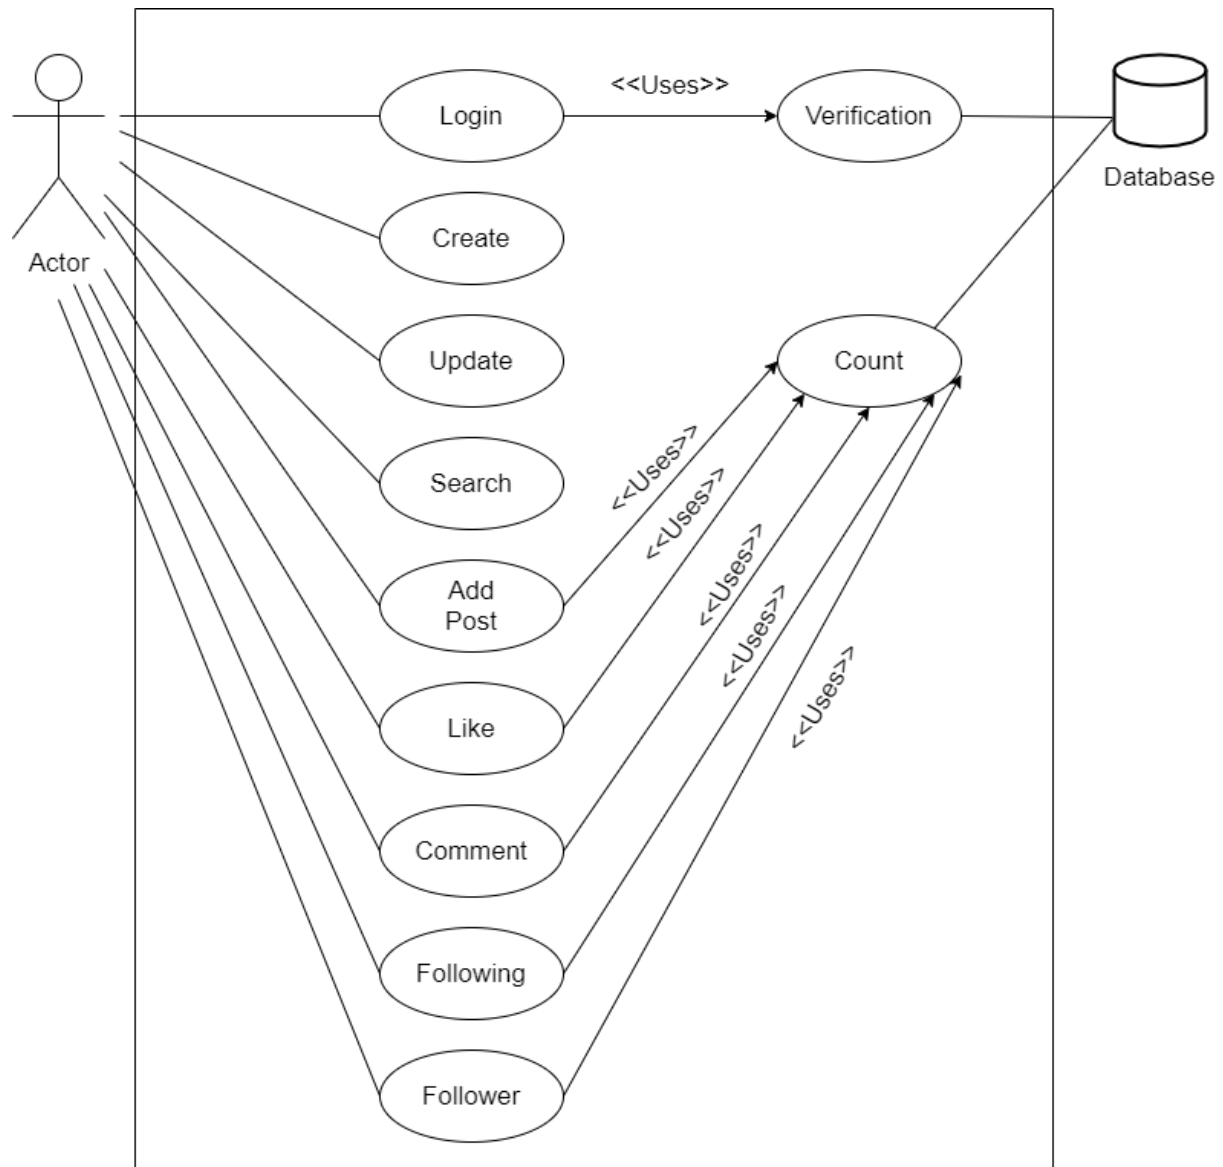 <<Uses>>
Login
Verification
Database
Create
Actor
Update
Count
Search
<<Uses>>
<<Uses>>
Add
Post
<<Uses>>
<<Uses>>
<<Uses>>
Like
Comment
Following
Follower